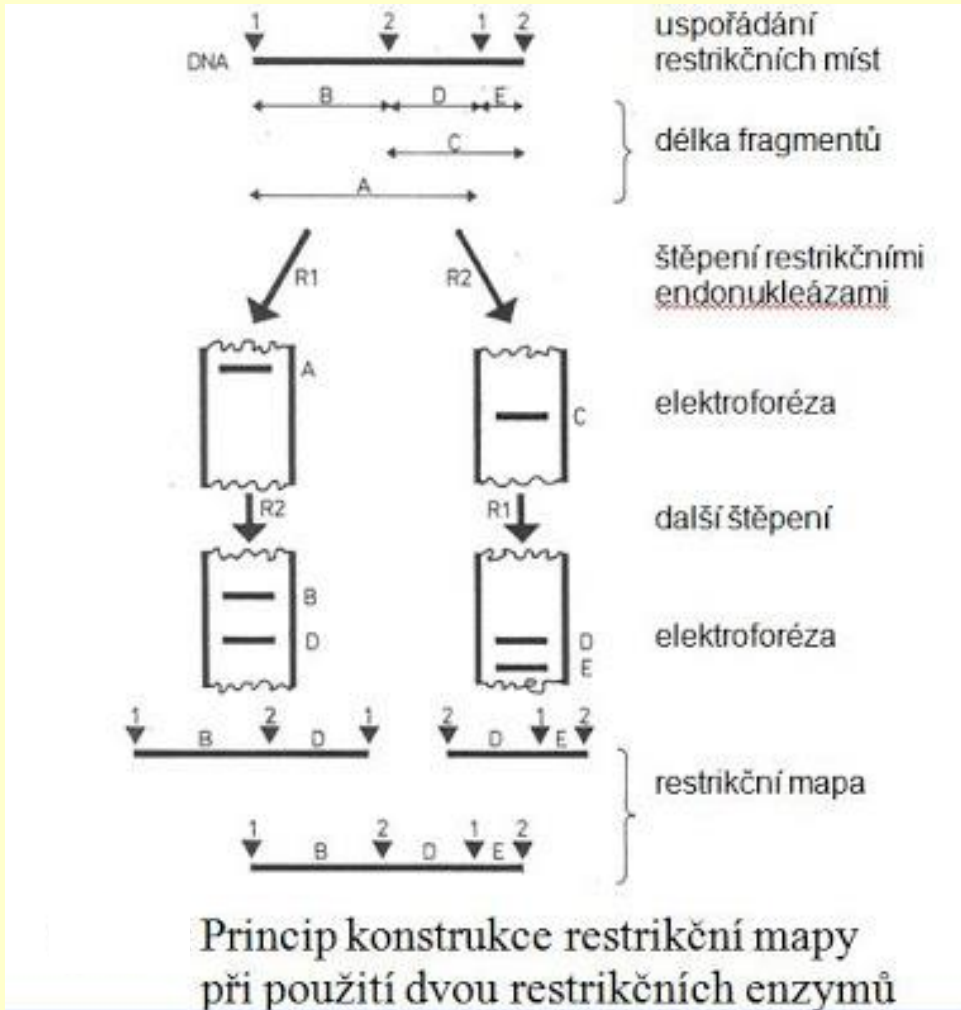 1 2 1 2
uspořádání
restrikčních míst
DNA
B D E
C
délka fragmentů
A
štěpení restrikčními
endonukleázami
R1 R2
A
elektroforéza
C
R2 R1
další štěpení
B
elektroforéza
D D
E
1 2 1 2 1 2
B D D E
restrikční mapa
1 2 1 2
B D E
Princip konstrukce restrikční mapy
při použití dvou restrikčních enzymů